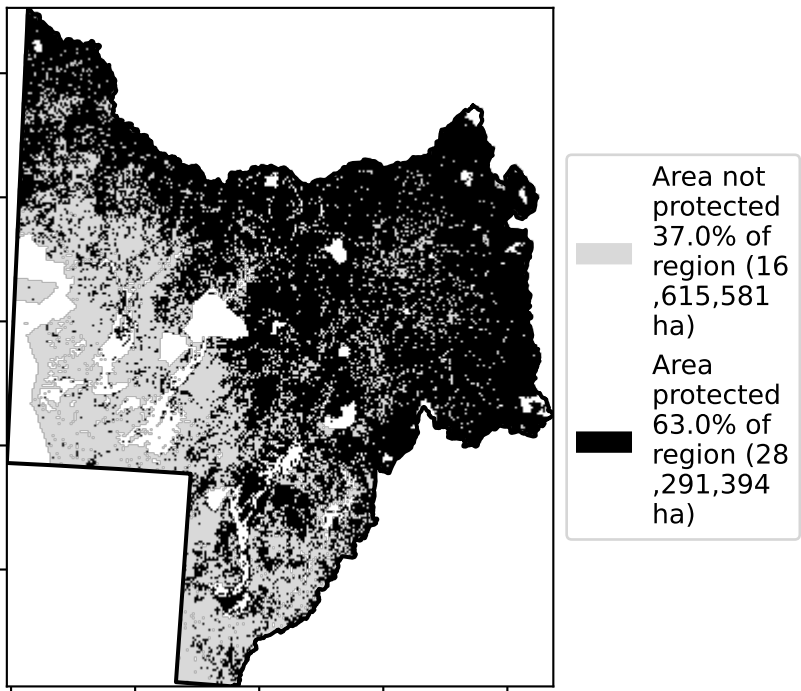 Area not
protected
37.0% of
region (16
,615,581
ha)
Area
protected
63.0% of
region (28
,291,394
ha)